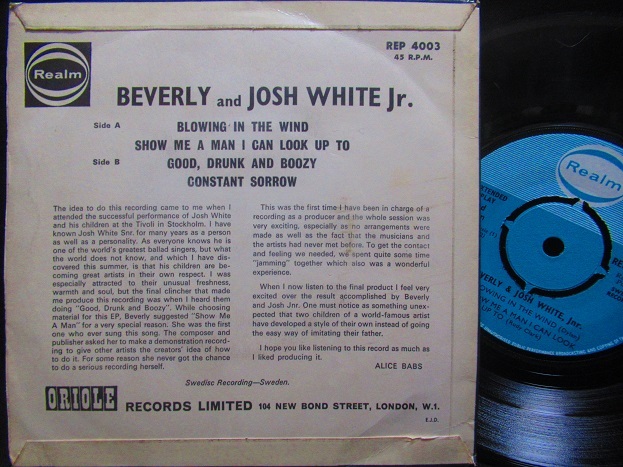 Realm
REP 4003
45 R.P.M.
BEVERLY and JOSH WHITE Jr.
Side A BLOWING IN THE WIND
SHOW ME A MAN I CAN LOOK UP TO
Side B GOOD, DRUNK AND BOOZY
CONSTANT SORROW
The idea to do this recording came to me when I
attended the successful performance of Josh White
and his children at the Tivoli in Stockholm. I have
known Josh White Snr. for many years as a person
as well as a personality. As everyone knows he is
one of the world's greatest ballad singers, but what
the world does not know, and which I have dis-
covered this summer, is that his children are be-
coming great artists in their own respect. I was
especially attracted to their unusual freshness,
warmth and soul, but the final clincher that made
me produce this recording was when I heard them
doing "Good, Drunk and Boozy". While choosing
material for this EP, Beverly suggested "Show Me
A Man" for a very special reason. She was the first
one who ever sung this song. The composer and
publisher asked her to make a demonstration record-
ing to give other artists the creators' idea of how
to do it. For some reason she never got the chance
to do a serious recording herself.
This was the first time I have been in charge of a
recording as a producer and the whole session was
very exciting, especially as no arrangements were
made as well as the fact that the musicians and
the artists had never met before. To get the contact
and feeling we needed, we spent quite some time
"jamming" together which also was a wonderful
experience.
When I now listen to the final product I feel very
excited over the result accomplished by Beverly
and Josh Jnr. One must notice as something unex-
pected that two children of a world-famous artist
have developed a style of their own instead of going
the easy way of imitating their father.
I hope you like listening to this record as much as
I liked producing it.
ALICE BABS
Swedisc Recording—Sweden.
ORIOLE RECORDS LIMITED 104 NEW BOND STREET, LONDON, W.1.
E.J.D.
Realm
EXTENDED
PLAY
BEVERLY & JOSH WHITE, Jnr.
BLOWING IN THE WIND
SHOW ME A MAN I CAN LOOK
UP TO